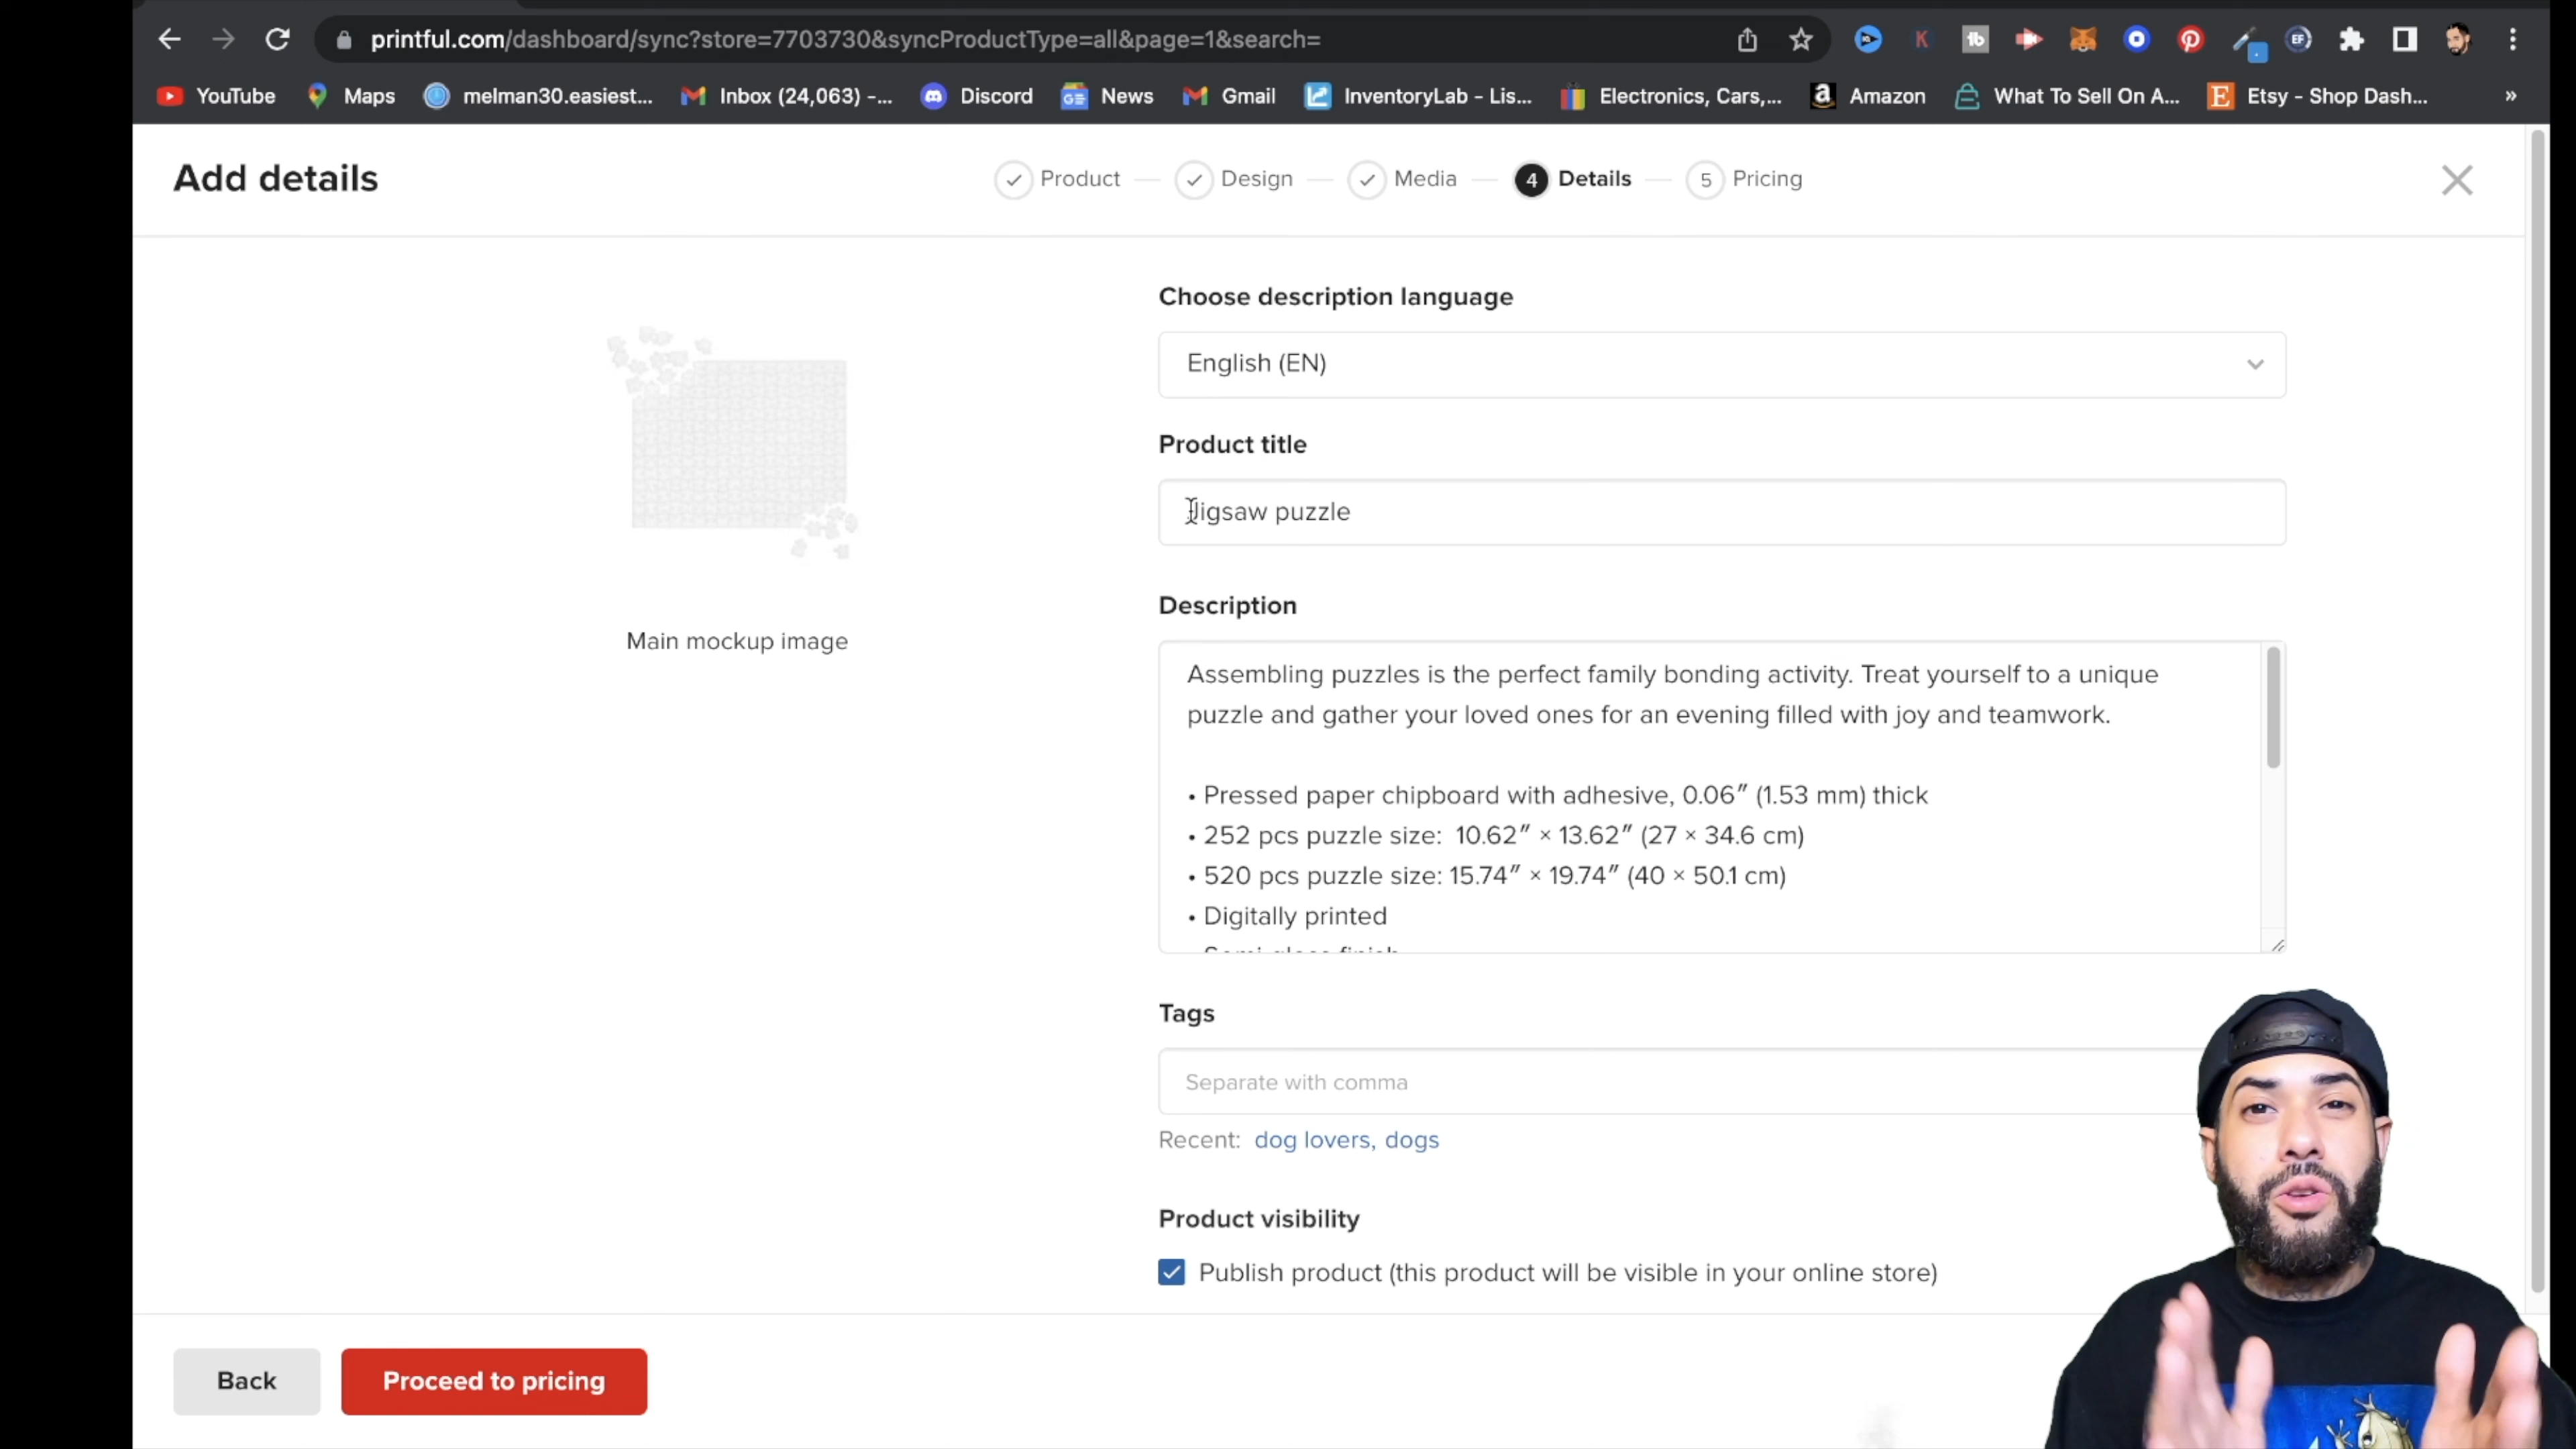 printful.com/dashboard/sync?store=7703730&syncProductType=all&page=1&search=
YouTube Maps melman30.easiest... Inbox (24,063) -... Discord News Gmail InventoryLab - Lis... Electronics, Cars,... Amazon What To Sell On A... Etsy - Shop Dash... »
Add details
Product Design Media 4 Details 5 Pricing
Choose description language
English (EN)
Product title
Jigsaw puzzle
Main mockup image
Description
Assembling puzzles is the perfect family bonding activity. Treat yourself to a unique
puzzle and gather your loved ones for an evening filled with joy and teamwork.
• Pressed paper chipboard with adhesive, 0.06″ (1.53 mm) thick
• 252 pcs puzzle size:  10.62″ × 13.62″ (27 × 34.6 cm)
• 520 pcs puzzle size: 15.74″ × 19.74″ (40 × 50.1 cm)
• Digitally printed
• Semi-gloss finish
Tags
Separate with comma
Recent: dog lovers, dogs
Product visibility
Publish product (this product will be visible in your online store)
Back
Proceed to pricing